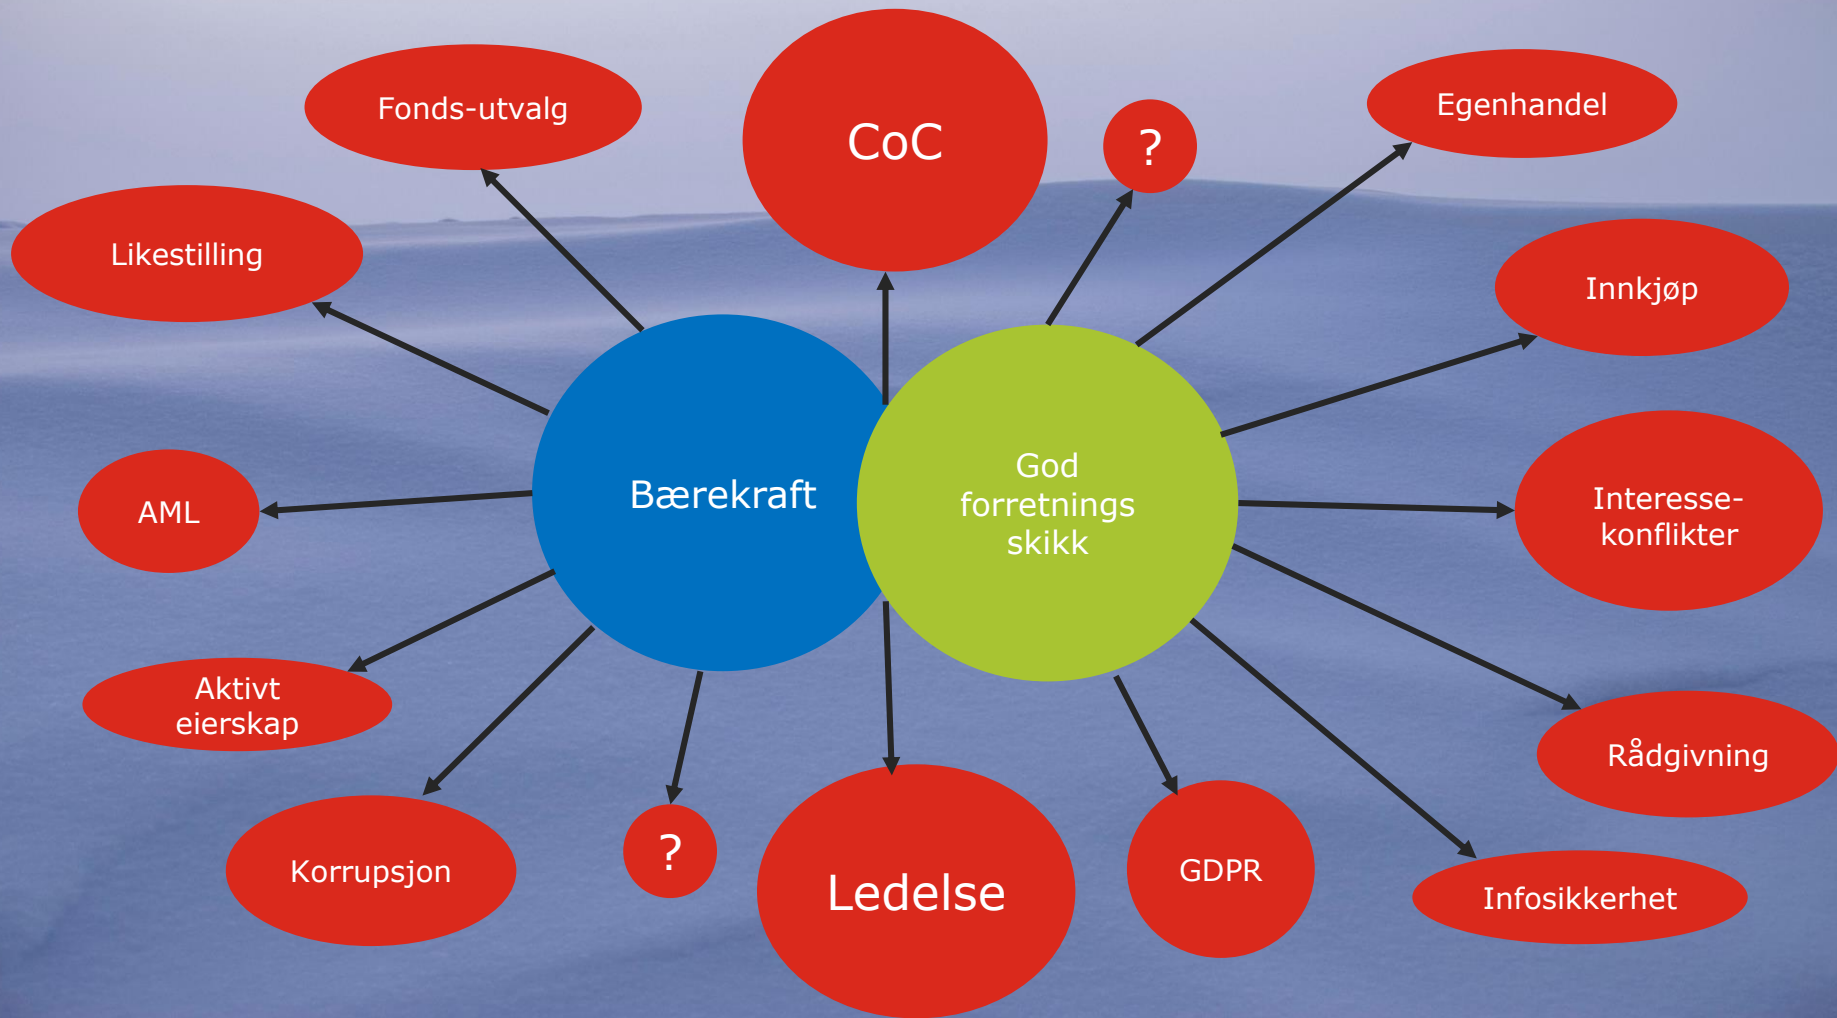 Fonds-utvalg
CoC
?
Egenhandel
Likestilling
Innkjøp
Bærekraft
God
forretnings
skikk
AML
Interesse-
konflikter
Aktivt
eierskap
Rådgivning
Korrupsjon
?
Ledelse
GDPR
Infosikkerhet